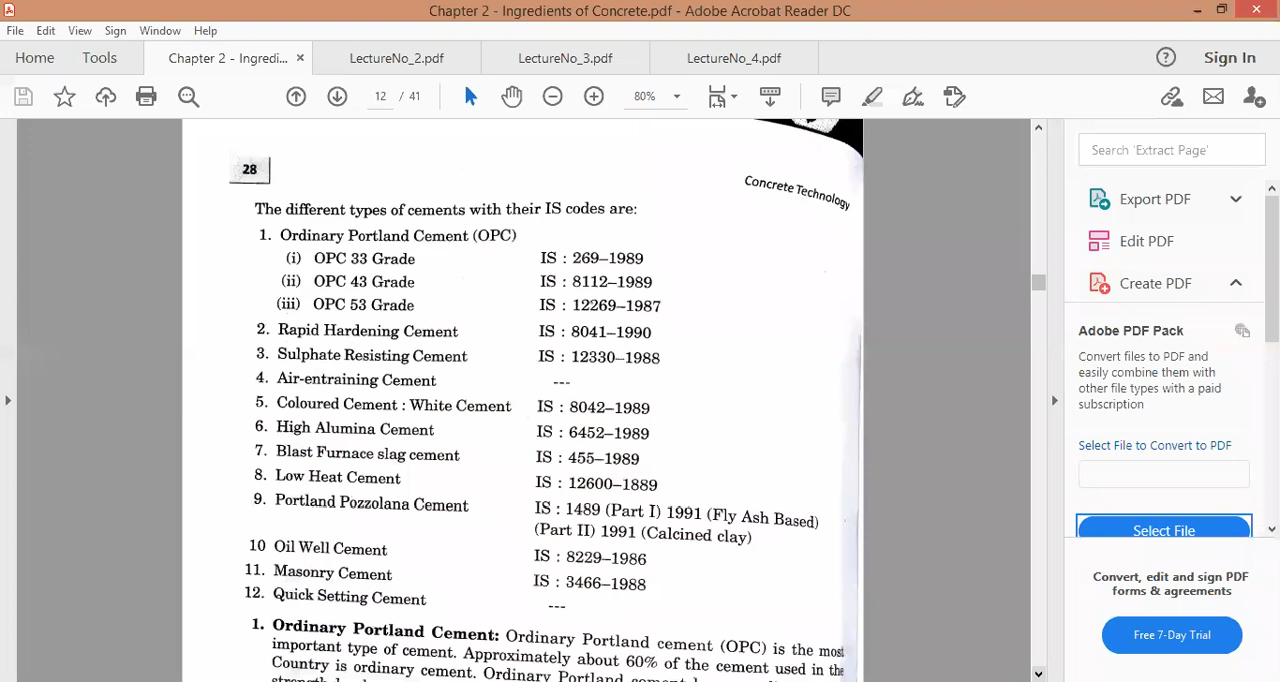 Chapter 2 - Ingredients of Concrete.pdf - Adobe Acrobat Reader DC
File Edit View Sign Window Help
Home Tools Chapter 2 - Ingredi... × LectureNo_2.pdf LectureNo_3.pdf LectureNo_4.pdf ? Sign In
12 / 41 80%
28
Concrete Technology
The different types of cements with their IS codes are:
1. Ordinary Portland Cement (OPC)
(i) OPC 33 Grade IS : 269–1989
(ii) OPC 43 Grade IS : 8112–1989
(iii) OPC 53 Grade IS : 12269–1987
2. Rapid Hardening Cement IS : 8041–1990
3. Sulphate Resisting Cement IS : 12330–1988
4. Air-entraining Cement ---
5. Coloured Cement : White Cement IS : 8042–1989
6. High Alumina Cement IS : 6452–1989
7. Blast Furnace slag cement IS : 455–1989
8. Low Heat Cement IS : 12600–1889
9. Portland Pozzolana Cement IS : 1489 (Part I) 1991 (Fly Ash Based)
(Part II) 1991 (Calcined clay)
10 Oil Well Cement IS : 8229–1986
11. Masonry Cement IS : 3466–1988
12. Quick Setting Cement ---
1. Ordinary Portland Cement: Ordinary Portland cement (OPC) is the most
important type of cement. Approximately about 60% of the cement used in the
Country is ordinary cement. Ordinary Portland
Search 'Extract Page'
Export PDF
Edit PDF
Create PDF
Adobe PDF Pack
Convert files to PDF and
easily combine them with
other file types with a paid
subscription
Select File to Convert to PDF
Select File
Convert, edit and sign PDF
forms & agreements
Free 7-Day Trial